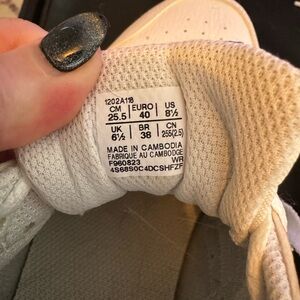 1202A118
CM EURO US
25.5 40 8½
UK BR CN
6½ 38 255(2.5)
MADE IN CAMBODIA
FABRIQUE AU CAMBODGE
F960823 WR
4S68S0C4DCSHFZF